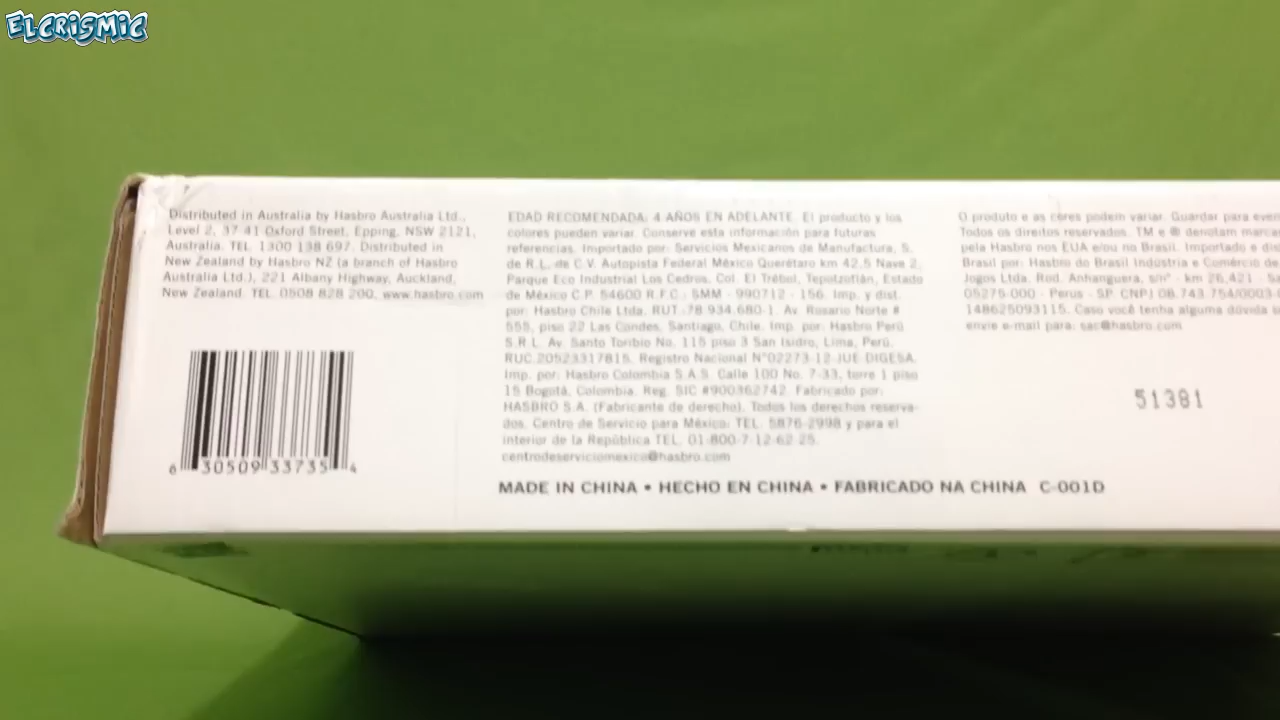 ELCRISMIC
Distributed in Australia by Hasbro Australia Ltd.,
Level 2, 37-41 Oxford Street, Epping, NSW 2121,
Australia. TEL. 1300 138 697. Distributed in
New Zealand by Hasbro NZ (a branch of Hasbro
Australia Ltd.), 221 Albany Highway, Auckland,
New Zealand. TEL. 0508 828 200. www.hasbro.com
6 30509 33735 4
EDAD RECOMENDADA: 4 AÑOS EN ADELANTE. El producto y los
colores pueden variar. Conserve esta información para futuras
referencias. Importado por: Servicios Mexicanos de Manufactura, S.
de R.L. de C.V. Autopista Federal México Querétaro km 42.5 Nave 2,
Parque Eco Industrial Los Cedros, Col. El Trébol, Tepotzotlán, Estado
de México C.P. 54600 R.F.C.- SMM - 990712 - 156. Imp. y dist.
por: Hasbro Chile Ltda. RUT.-78.934.680-1. Av. Rosario Norte #
555, piso 22 Las Condes, Santiago, Chile. Imp. por: Hasbro Perú
S.R.L. Av. Santo Toribio No. 115 piso 3 San Isidro, Lima, Perú.
RUC.20523317815. Registro Nacional N°02273-12-JUE-DIGESA.
Imp. por: Hasbro Colombia S.A.S. Calle 100 No. 7-33, torre 1 piso
15 Bogotá, Colombia. Reg. SIC #900362742. Fabricado por:
HASBRO S.A. (Fabricante de derecho). Todos los derechos reserva-
dos. Centro de Servicio para México: TEL. 5876-2998 y para el
interior de la República TEL. 01-800-7-12-62-25.
centrodeserviciomexico@hasbro.com
O produto e as cores podem variar. Guardar para
Todos os direitos reservados. TM e ® denotam
pela Hasbro nos EUA e/ou no Brasil. Importado e
Brasil por: Hasbro do Brasil Indústria e Comércio de
Jogos Ltda. Rod. Anhanguera, s/nº - km 26,421 -
05275-000 - Perus - SP. CNPJ 08.743.754/0003
148625093115. Caso você tenha alguma dúvida
envie e-mail para: sac@hasbro.com
51381
MADE IN CHINA • HECHO EN CHINA • FABRICADO NA CHINA C-001D